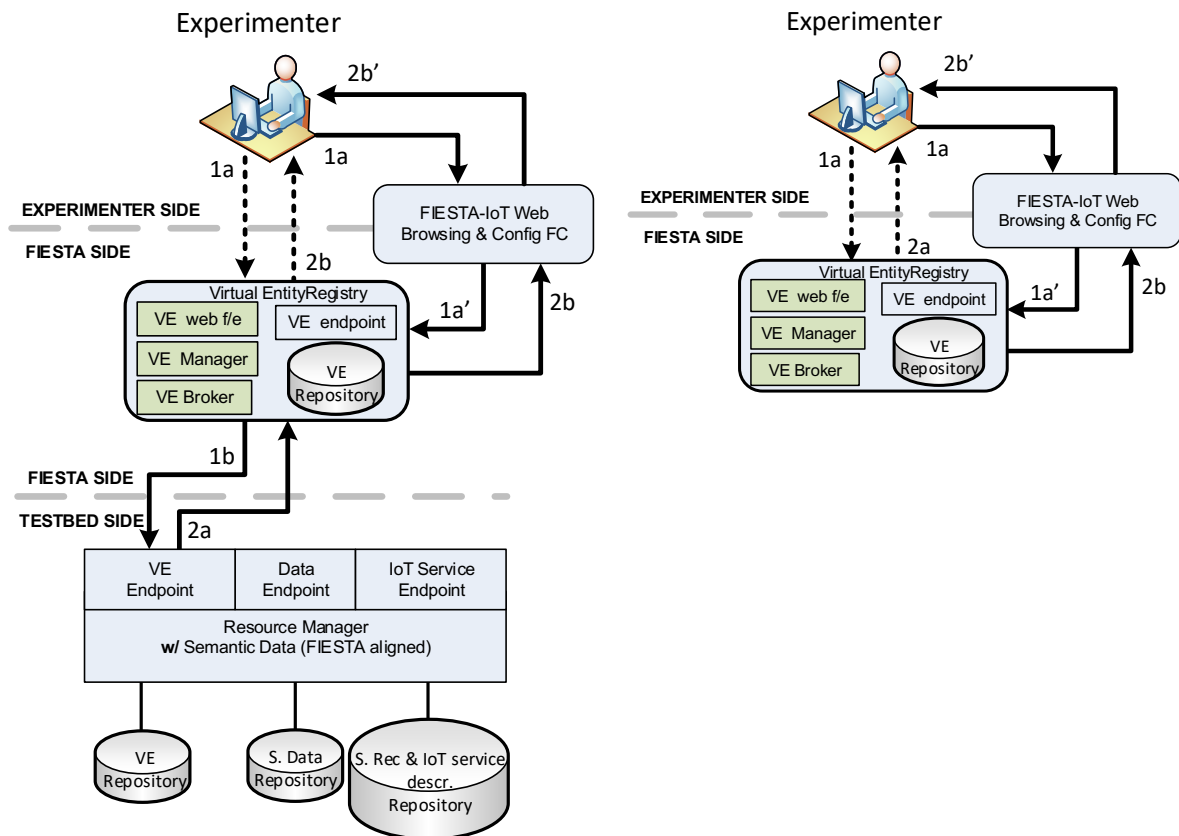 Experimenter
2b’
1a
1a
EXPERIMENTER SIDE
FIESTA SIDE
FIESTA-IoT Web
Browsing & Config FC
2b
Virtual EntityRegistry
VE web f/e
VE Manager
VE Broker
VE endpoint
VE
Repository
1a’
2b
1b
FIESTA SIDE
TESTBED SIDE
2a
VE
Endpoint
Data
Endpoint
IoT Service
Endpoint
Resource Manager
w/ Semantic Data (FIESTA aligned)
VE
Repository
S. Data
Repository
S. Rec & IoT service
descr.
Repository
Experimenter
2b’
1a
1a
EXPERIMENTER SIDE
FIESTA SIDE
FIESTA-IoT Web
Browsing & Config FC
2a
Virtual EntityRegistry
VE web f/e
VE Manager
VE Broker
VE endpoint
VE
Repository
1a’
2b